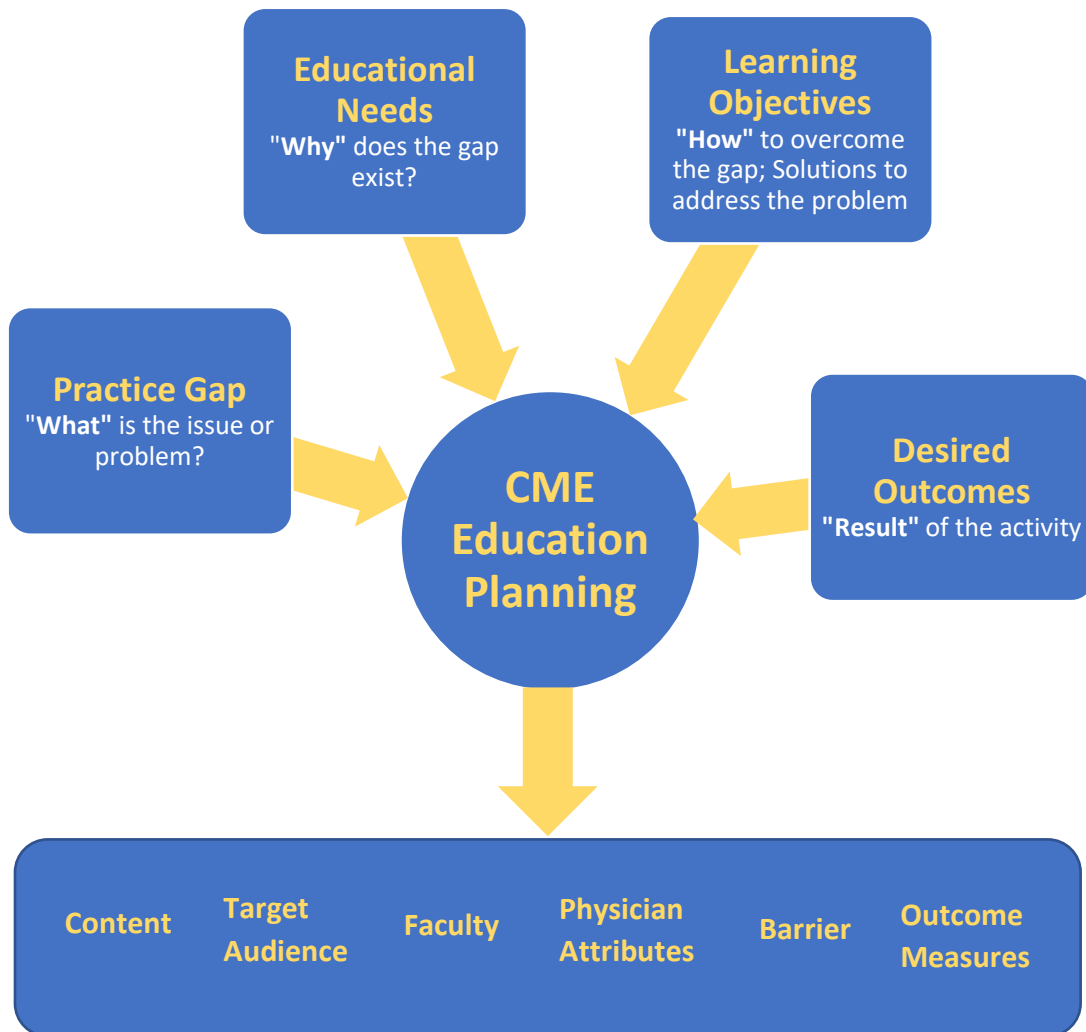 Educational
Needs
"Why" does the gap
exist?
Learning
Objectives
"How" to overcome
the gap; Solutions to
address the problem
Practice Gap
"What" is the issue or
problem?
Desired
Outcomes
"Result" of the activity
CME
Education
Planning
Content
Target
Audience
Faculty
Physician
Attributes
Barrier
Outcome
Measures